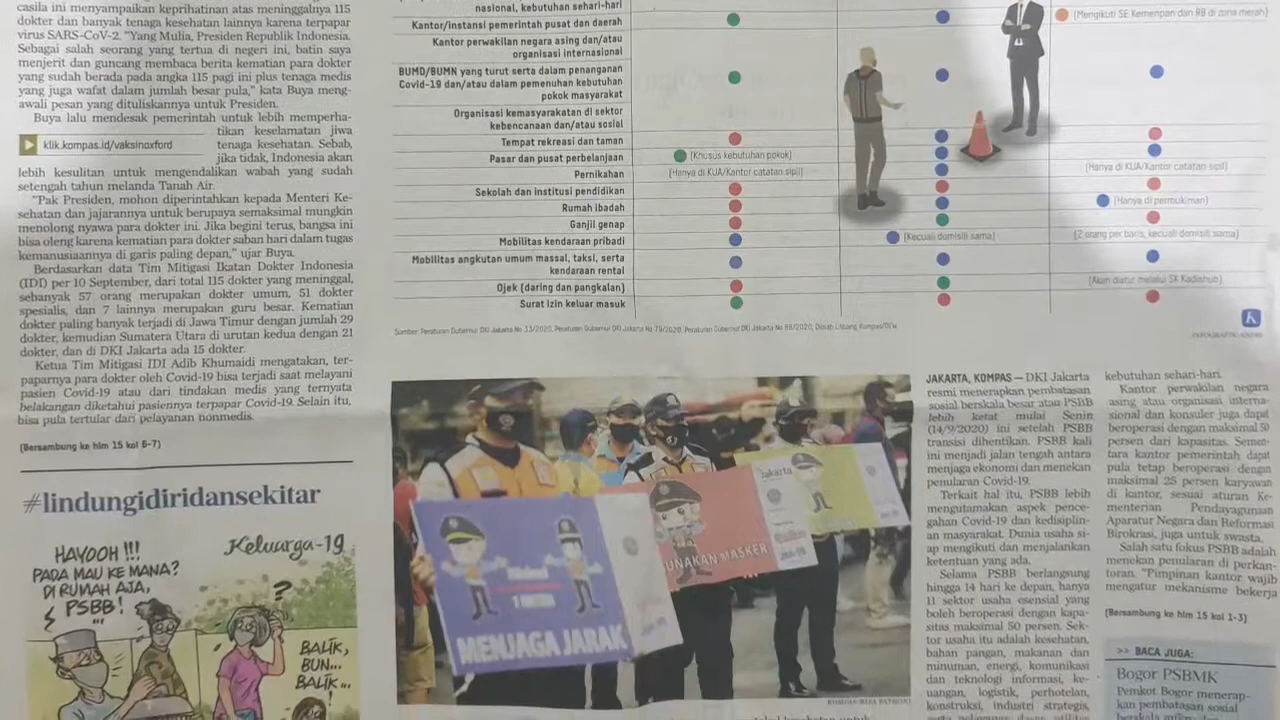 casila ini menyampaikan keprihatinan atas meninggalnya 115
dokter dan banyak tenaga kesehatan lainnya karena terpapar
virus SARS-CoV-2. "Yang Mulia, Presiden Republik Indonesia.
Sebagai salah seorang yang tertua di negeri ini, batin saya
menjerit dan guncang membaca berita kematian para dokter
yang sudah berada pada angka 115 pagi ini plus tenaga medis
yang juga wafat dalam jumlah besar pula," kata Buya meng-
awali pesan yang dituliskannya untuk Presiden.
Buya lalu mendesak pemerintah untuk lebih memperha-
tikan keselamatan jiwa
klik.kompas.id/vaksinoxford
tenaga kesehatan. Sebab,
jika tidak, Indonesia akan
lebih kesulitan untuk mengendalikan wabah yang sudah
setengah tahun melanda Tanah Air.
"Pak Presiden, mohon diperintahkan kepada Menteri Ke-
sehatan dan jajarannya untuk berupaya semaksimal mungkin
menolong nyawa para dokter ini. Jika begini terus, bangsa ini
bisa oleng karena kematian para dokter saban hari dalam tugas
kemanusiaannya di garis paling depan," ujar Buya.
Berdasarkan data Tim Mitigasi Ikatan Dokter Indonesia
(IDI) per 10 September, dari total 115 dokter yang meninggal,
sebanyak 57 orang merupakan dokter umum, 51 dokter
spesialis, dan 7 lainnya merupakan guru besar. Kematian
dokter paling banyak terjadi di Jawa Timur dengan jumlah 29
dokter, kemudian Sumatera Utara di urutan kedua dengan 21
dokter, dan di DKI Jakarta ada 15 dokter.
Ketua Tim Mitigasi IDI Adib Khumaidi mengatakan, ter-
paparnya para dokter oleh Covid-19 bisa terjadi saat melayani
pasien Covid-19 atau dari tindakan medis yang ternyata
belakangan diketahui pasiennya terpapar Covid-19. Selain itu,
bisa pula tertular dari pelayanan nonmedis.
(Bersambung ke hlm 15 kol 6-7)
#lindungidiridansekitar
Keluarga-19
HAYOOH !!!
PADA MAU KE MANA?
DI RUMAH AJA,
PSBB!
...
?
BALIK,
BUN...
BALIK...
!
nasional, kebutuhan sehari-hari
Kantor/instansi pemerintah pusat dan daerah
(Mengikuti SE Kemenpan dan RB di zona merah)
Kantor perwakilan negara asing dan/atau
organisasi internasional
BUMD/BUMN yang turut serta dalam penanganan
Covid-19 dan/atau dalam pemenuhan kebutuhan
pokok masyarakat
Organisasi kemasyarakatan di sektor
kebencanaan dan/atau sosial
Tempat rekreasi dan taman
Pasar dan pusat perbelanjaan
(Khusus kebutuhan pokok)
Pernikahan
(Hanya di KUA/Kantor catatan sipil)
(Hanya di KUA/Kantor catatan sipil)
Sekolah dan institusi pendidikan
Rumah ibadah
(Hanya di permukiman)
Ganjil genap
Mobilitas kendaraan pribadi
(Kecuali domisili sama)
(2 orang per baris, kecuali domisili sama)
Mobilitas angkutan umum massal, taksi, serta
kendaraan rental
Ojek (daring dan pangkalan)
(Akan diatur melalui SK Kadishub)
Surat izin keluar masuk
Sumber: Peraturan Gubernur DKI Jakarta No 33/2020, Peraturan Gubernur DKI Jakarta No 79/2020, Peraturan Gubernur DKI Jakarta No 88/2020;
K
MENJAGA JARAK
UNAKAN MASKER
Jakarta
JAKARTA, KOMPAS — DKI Jakarta
resmi menerapkan pembatasan
sosial berskala besar atau PSBB
lebih ketat mulai Senin
(14/9/2020) ini setelah PSBB
transisi dihentikan. PSBB kali
ini menjadi jalan tengah antara
menjaga ekonomi dan menekan
penularan Covid-19.
Terkait hal itu, PSBB lebih
mengutamakan aspek pence-
gahan Covid-19 dan kedisiplin-
an masyarakat. Dunia usaha si-
ap mengikuti dan menjalankan
ketentuan yang ada.
Selama PSBB berlangsung
hingga 14 hari ke depan, hanya
11 sektor usaha esensial yang
boleh beroperasi dengan kapa-
sitas maksimal 50 persen. Sek-
tor usaha itu adalah kesehatan,
bahan pangan, makanan dan
minuman, energi, komunikasi
dan teknologi informasi, ke-
uangan, logistik, perhotelan,
konstruksi, industri strategis,
kebutuhan sehari-hari.
Kantor perwakilan negara
asing atau organisasi interna-
sional dan konsuler juga dapat
beroperasi dengan maksimal 50
persen dari kapasitas. Semen-
tara kantor pemerintah dapat
pula tetap beroperasi dengan
maksimal 25 persen karyawan
di kantor, sesuai aturan Ke-
menterian Pendayagunaan
Aparatur Negara dan Reformasi
Birokrasi, juga untuk swasta.
Salah satu fokus PSBB adalah
menekan penularan di perkan-
toran. "Pimpinan kantor wajib
mengatur mekanisme bekerja
(Bersambung ke hlm 15 kol 1-3)
>> BACA JUGA:
Bogor PSBMK
Pemkot Bogor menerap-
kan pembatasan sosial